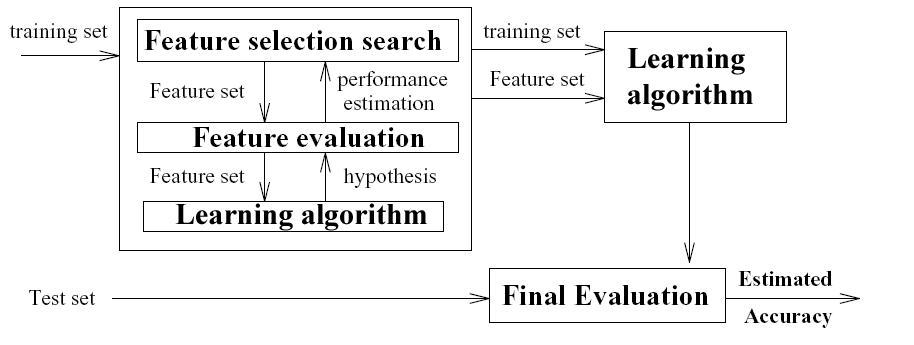 training set
Feature selection search
Feature set
performance
estimation
Feature evaluation
Feature set
hypothesis
Learning algorithm
training set
Feature set
Learning
algorithm
Test set
Final Evaluation
Estimated
Accuracy